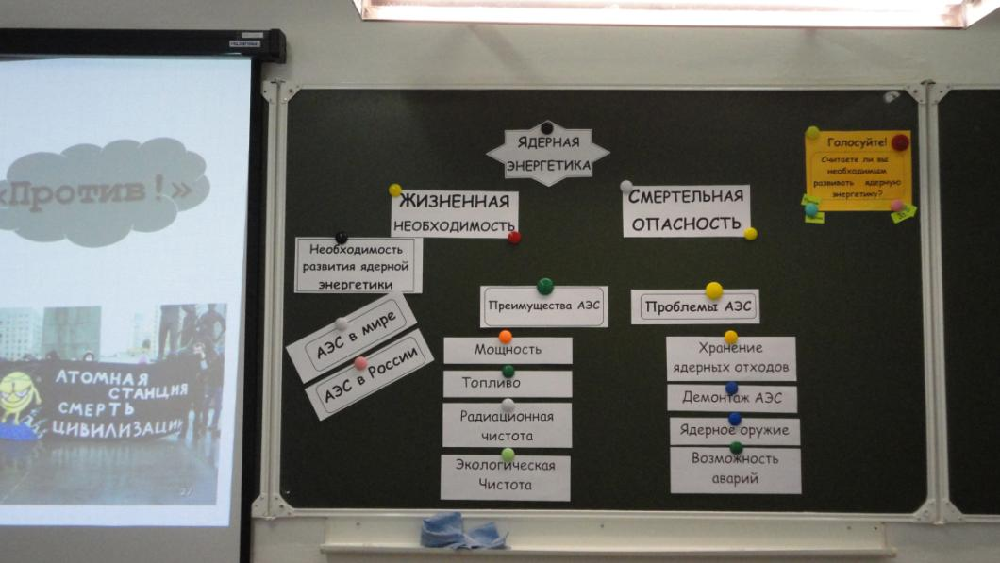 «Против!»
АТОМНАЯ
СТАНЦИЯ
СМЕРТЬ
ЦИВИЛИЗАЦИИ
27
ЯДЕРНАЯ
ЭНЕРГЕТИКА
ЖИЗНЕННАЯ
НЕОБХОДИМОСТЬ
СМЕРТЕЛЬНАЯ
ОПАСНОСТЬ
Голосуйте!
Считаете ли вы
необходимым
развивать ядерную
энергетику?
Необходимость
развития ядерной
энергетики
АЭС в мире
АЭС в России
Преимущества АЭС
Мощность
Топливо
Радиационная
чистота
Экологическая
Чистота
Проблемы АЭС
Хранение
ядерных отходов
Демонтаж АЭС
Ядерное оружие
Возможность
аварий